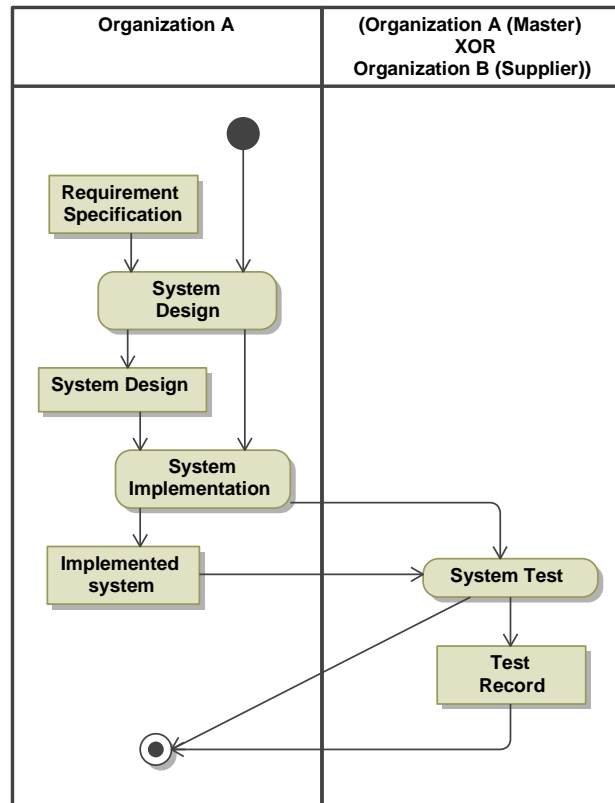 Organization A
(Organization A (Master)
XOR
Organization B (Supplier))
Requirement
Specification
System
Design
System Design
System
Implementation
Implemented
system
System Test
Test
Record